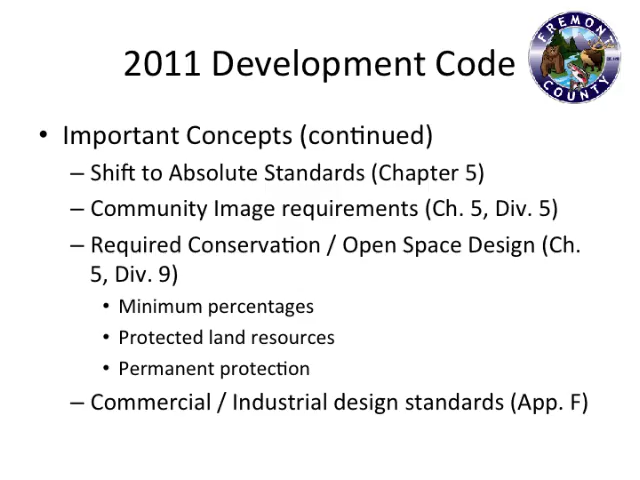 2011 Development Code
FREMONT
COUNTY
• Important Concepts (continued)
– Shift to Absolute Standards (Chapter 5)
– Community Image requirements (Ch. 5, Div. 5)
– Required Conservation / Open Space Design (Ch.
5, Div. 9)
• Minimum percentages
• Protected land resources
• Permanent protection
– Commercial / Industrial design standards (App. F)